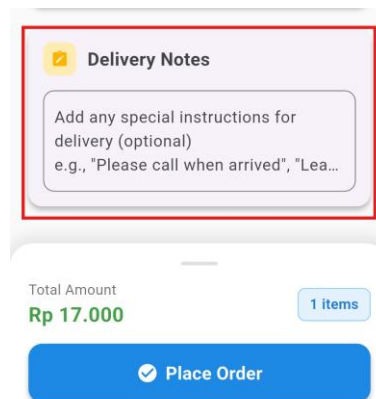 Delivery Notes
Add any special instructions for
delivery (optional)
e.g., "Please call when arrived", "Lea...
Total Amount
Rp 17.000
1 items
Place Order